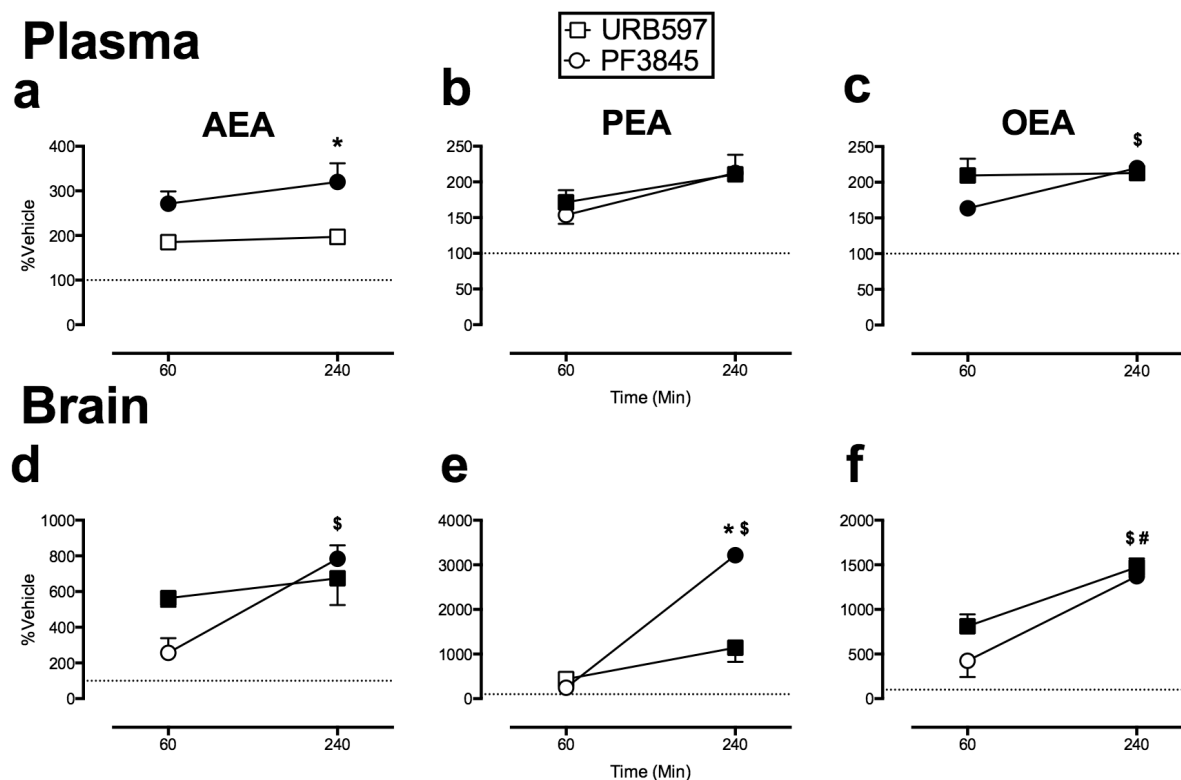 Plasma
URB597
PF3845
a
b
c
AEA
PEA
OEA
%Vehicle
400
300
200
100
0
*
60
240
250
200
150
100
50
0
60
240
Time (Min)
250
200
150
100
50
0
$
60
240
Brain
d
e
f
%Vehicle
1000
800
600
400
200
0
$
60
240
4000
3000
2000
1000
0
* $
60
240
Time (Min)
2000
1500
1000
500
0
$ #
60
240